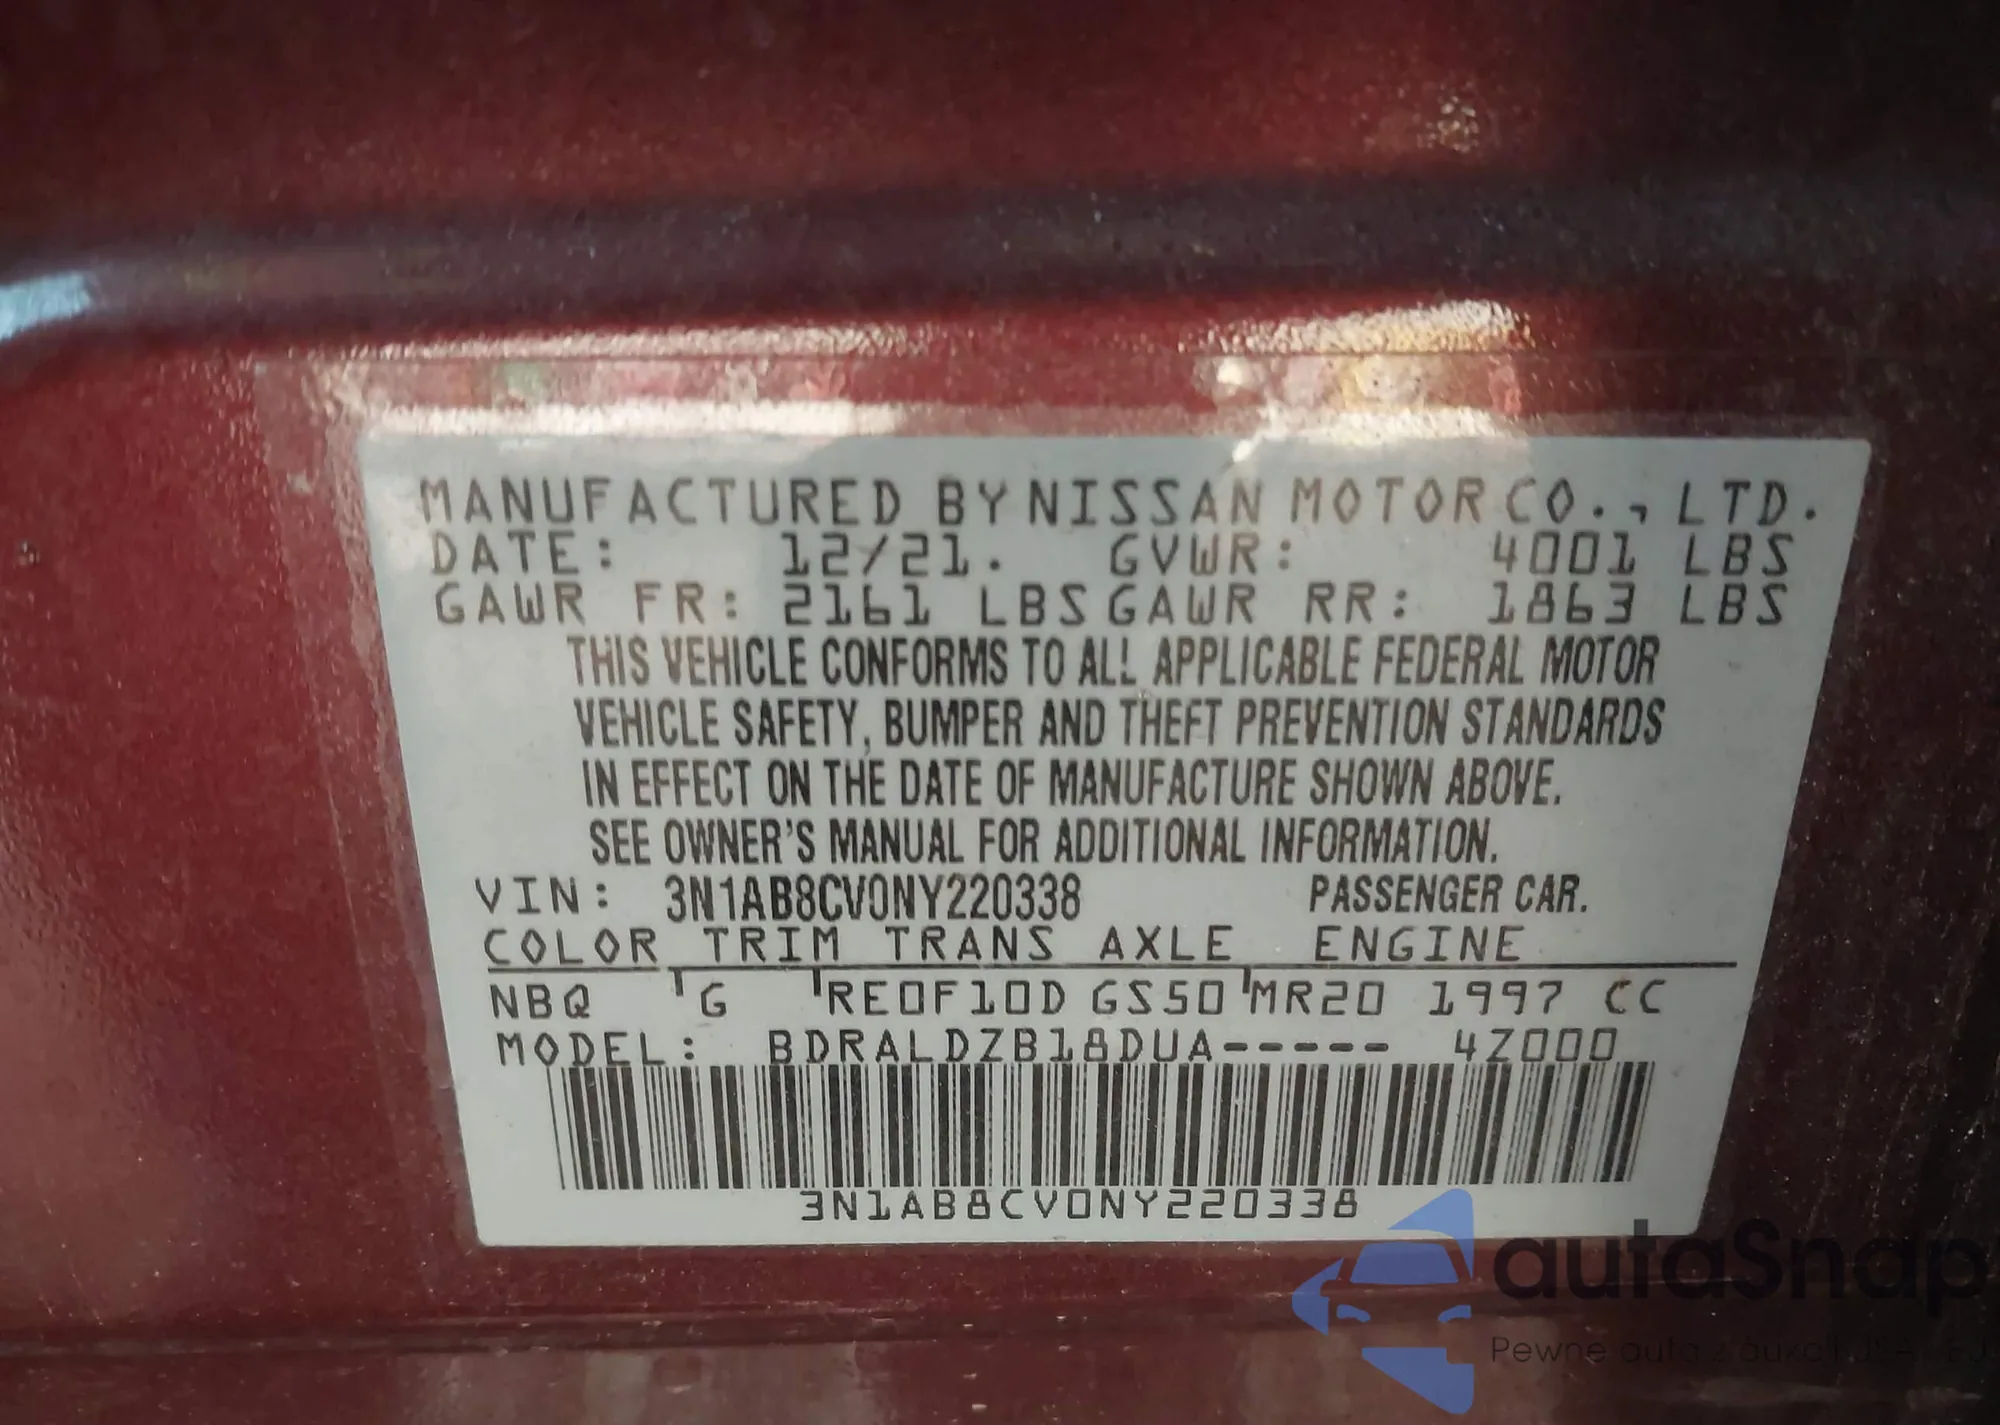 MANUFACTURED BY NISSAN MOTOR CO., LTD.
DATE: 12/21. GVWR: 4001 LBS
GAWR FR: 2161 LBS GAWR RR: 1863 LBS
THIS VEHICLE CONFORMS TO ALL APPLICABLE FEDERAL MOTOR
VEHICLE SAFETY, BUMPER AND THEFT PREVENTION STANDARDS
IN EFFECT ON THE DATE OF MANUFACTURE SHOWN ABOVE.
SEE OWNER'S MANUAL FOR ADDITIONAL INFORMATION.
VIN: 3N1AB8CV0NY220338 PASSENGER CAR.
COLOR TRIM TRANS AXLE ENGINE
NBQ G RE0F10D GS50 MR20 1997 CC
MODEL: BDRALDZB18DUA----- 4Z000
3N1AB8CV0NY220338
autaSnap
Pewne auta z aukcji